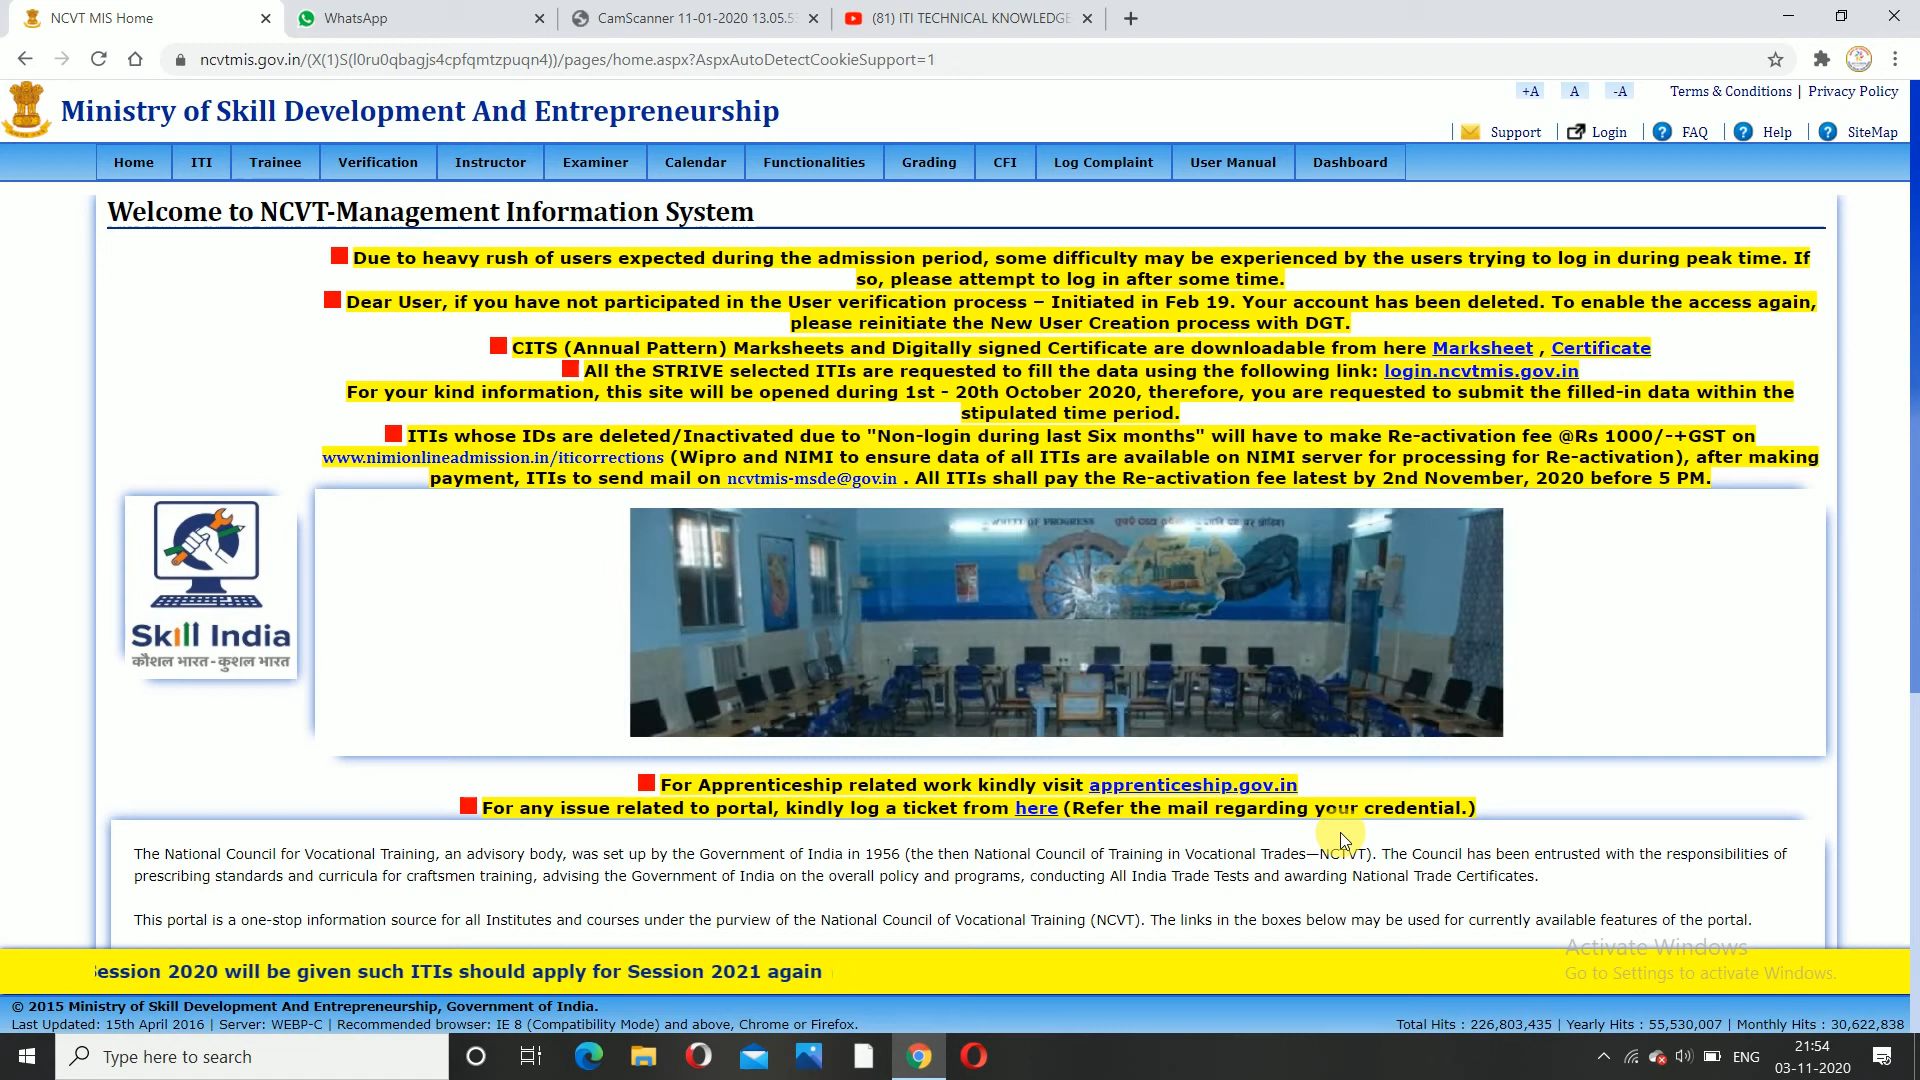 NCVT MIS Home
WhatsApp
CamScanner 11-01-2020 13.05.53
(81) ITI TECHNICAL KNOWLEDGE
ncvtmis.gov.in/(X(1)S(l0ru0qbagjs4cpfqmtzpuqn4))/pages/home.aspx?AspxAutoDetectCookieSupport=1
Ministry of Skill Development And Entrepreneurship
+A A -A Terms & Conditions | Privacy Policy
Support Login FAQ Help SiteMap
Home ITI Trainee Verification Instructor Examiner Calendar Functionalities Grading CFI Log Complaint User Manual Dashboard
Welcome to NCVT-Management Information System
Due to heavy rush of users expected during the admission period, some difficulty may be experienced by the users trying to log in during peak time. If
so, please attempt to log in after some time.
Dear User, if you have not participated in the User verification process – Initiated in Feb 19. Your account has been deleted. To enable the access again,
please reinitiate the New User Creation process with DGT.
CITS (Annual Pattern) Marksheets and Digitally signed Certificate are downloadable from here Marksheet , Certificate
All the STRIVE selected ITIs are requested to fill the data using the following link: login.ncvtmis.gov.in
For your kind information, this site will be opened during 1st - 20th October 2020, therefore, you are requested to submit the filled-in data within the
stipulated time period.
ITIs whose IDs are deleted/Inactivated due to "Non-login during last Six months" will have to make Re-activation fee @Rs 1000/-+GST on
www.nimionlineadmission.in/iticorrections (Wipro and NIMI to ensure data of all ITIs are available on NIMI server for processing for Re-activation), after making
payment, ITIs to send mail on ncvtmis-msde@gov.in . All ITIs shall pay the Re-activation fee latest by 2nd November, 2020 before 5 PM.
OF PROGRESS
Skill India
कौशल भारत-कुशल भारत
For Apprenticeship related work kindly visit apprenticeship.gov.in
For any issue related to portal, kindly log a ticket from here (Refer the mail regarding your credential.)
The National Council for Vocational Training, an advisory body, was set up by the Government of India in 1956 (the then National Council of Training in Vocational Trades—NCTVT). The Council has been entrusted with the responsibilities of
prescribing standards and curricula for craftsmen training, advising the Government of India on the overall policy and programs, conducting All India Trade Tests and awarding National Trade Certificates.
This portal is a one-stop information source for all Institutes and courses under the purview of the National Council of Vocational Training (NCVT). The links in the boxes below may be used for currently available features of the portal.
Activate Windows
Go to Settings to activate Windows.
Session 2020 will be given such ITIs should apply for Session 2021 again
© 2015 Ministry of Skill Development And Entrepreneurship, Government of India.
Last Updated: 15th April 2016 | Server: WEBP-C | Recommended browser: IE 8 (Compatibility Mode) and above, Chrome or Firefox.
Total Hits : 226,803,435 | Yearly Hits : 55,530,007 | Monthly Hits : 30,622,838
Type here to search
ENG
21:54
03-11-2020